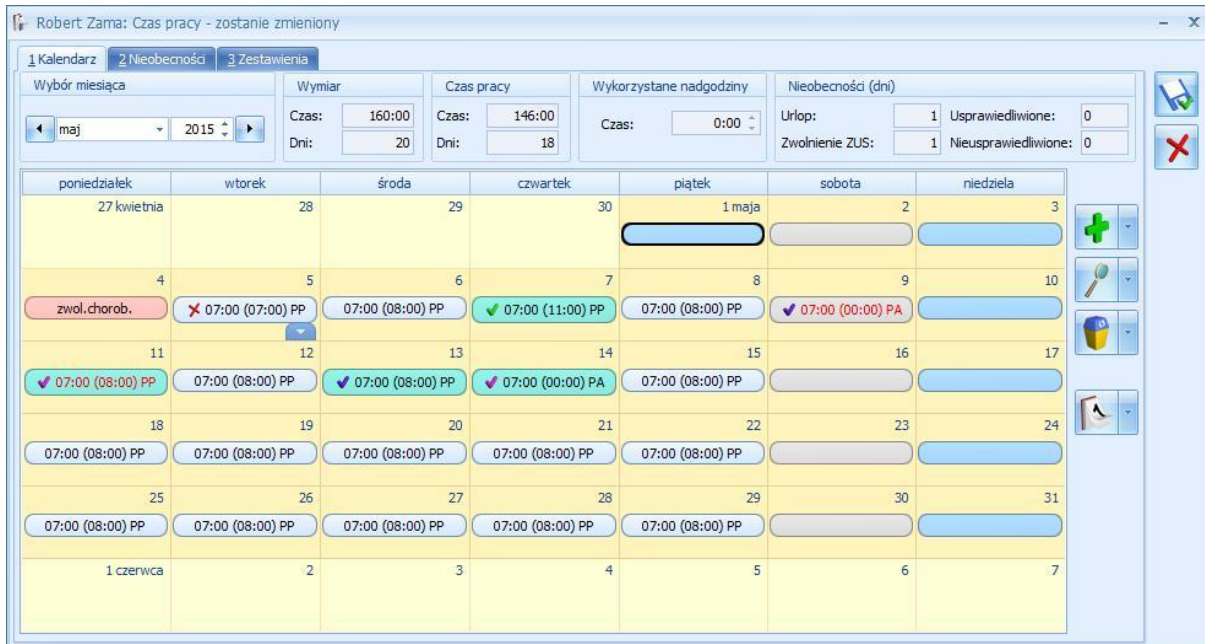 Robert Zama: Czas pracy - zostanie zmieniony
1 Kalendarz 2 Nieobecności 3 Zestawienia
Wybór miesiąca Wymiar Czas pracy Wykorzystane nadgodziny Nieobecności (dni)
maj 2015 Czas: 160:00 Czas: 146:00 Czas: 0:00 Urlop: 1 Usprawiedliwione: 0
Dni: 20 Dni: 18 Zwolnienie ZUS: 1 Nieusprawiedliwione: 0
poniedziałek wtorek środa czwartek piątek sobota niedziela
27 kwietnia 28 29 30 1 maja 2 3
4 5 6 7 8 9 10
zwol.chorob. 07:00 (07:00) PP 07:00 (08:00) PP 07:00 (11:00) PP 07:00 (08:00) PP 07:00 (00:00) PA
11 12 13 14 15 16 17
07:00 (08:00) PP 07:00 (08:00) PP 07:00 (08:00) PP 07:00 (00:00) PA 07:00 (08:00) PP
18 19 20 21 22 23 24
07:00 (08:00) PP 07:00 (08:00) PP 07:00 (08:00) PP 07:00 (08:00) PP 07:00 (08:00) PP
25 26 27 28 29 30 31
07:00 (08:00) PP 07:00 (08:00) PP 07:00 (08:00) PP 07:00 (08:00) PP 07:00 (08:00) PP
1 czerwca 2 3 4 5 6 7